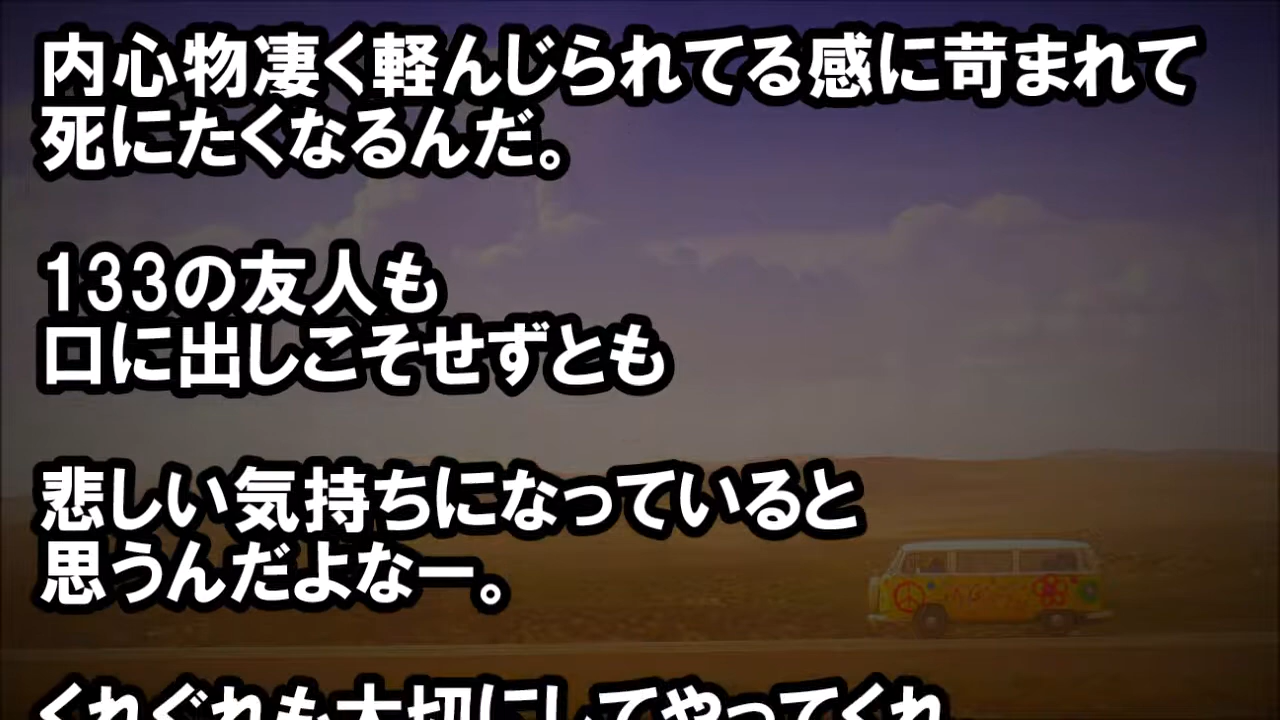 内心物凄く軽んじられてる感に苛まれて
死にたくなるんだ。
133の友人も
口に出しこそせずとも
悲しい気持ちになっていると
思うんだよなー。
くれぐれも大切にしてやってくれ